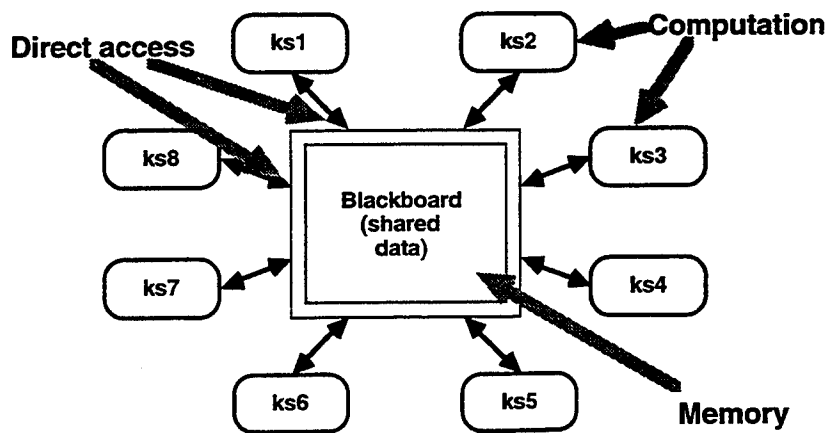 ks1
ks2
Computation
Direct access
ks8
ks3
Blackboard
(shared
data)
ks7
ks4
ks6
ks5
Memory